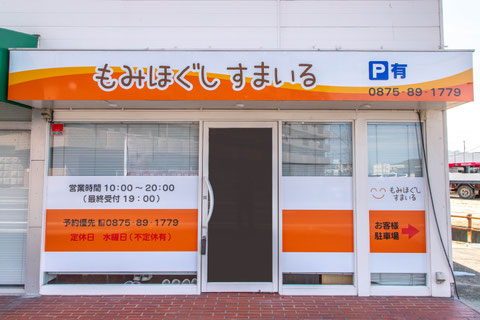 もみほぐし すまいる
P有
0875-89-1779
営業時間 10:00〜20:00
(最終受付 19:00)
予約優先 0875-89-1779
定休日 水曜日(不定休有)
もみほぐし
すまいる
お客様
駐車場